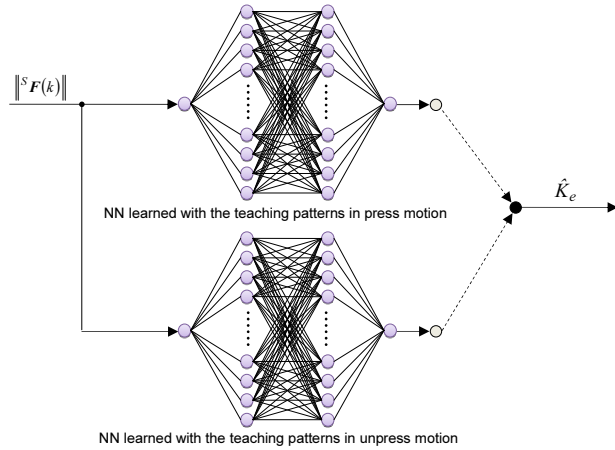 ‖ˢF(k)‖
NN learned with the teaching patterns in press motion
K̂ₑ
NN learned with the teaching patterns in unpress motion